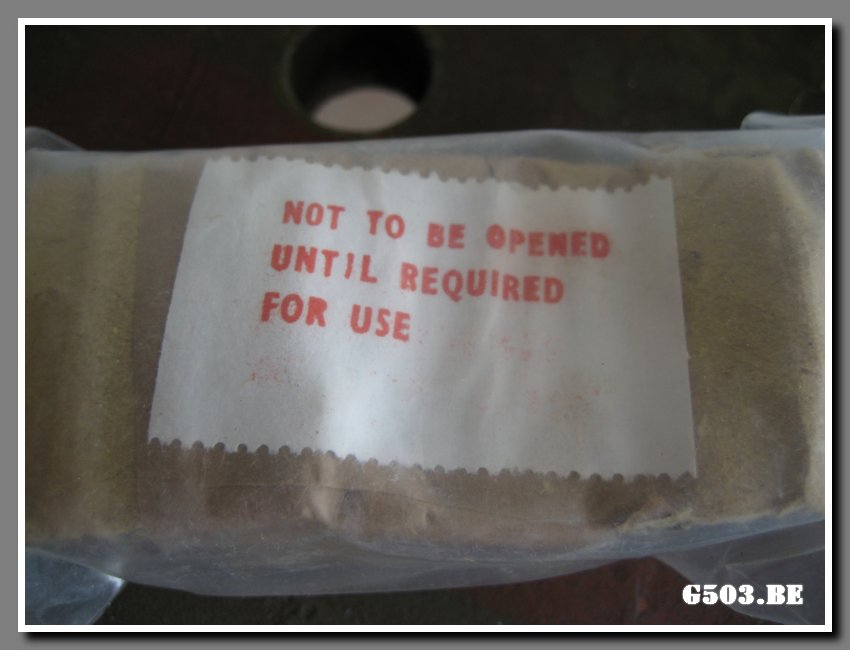 NOT TO BE OPENED
UNTIL REQUIRED
FOR USE
G503.BE